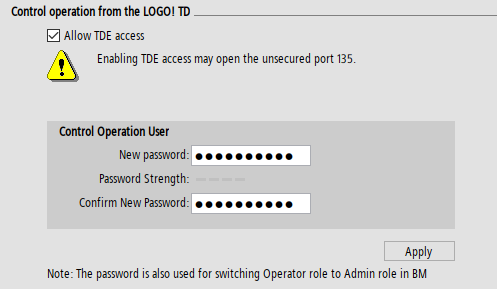 Control operation from the LOGO! TD
Allow TDE access
Enabling TDE access may open the unsecured port 135.
Control Operation User
New password: ●●●●●●●●●●
Password Strength:
Confirm New Password: ●●●●●●●●●●
Apply
Note: The password is also used for switching Operator role to Admin role in BM